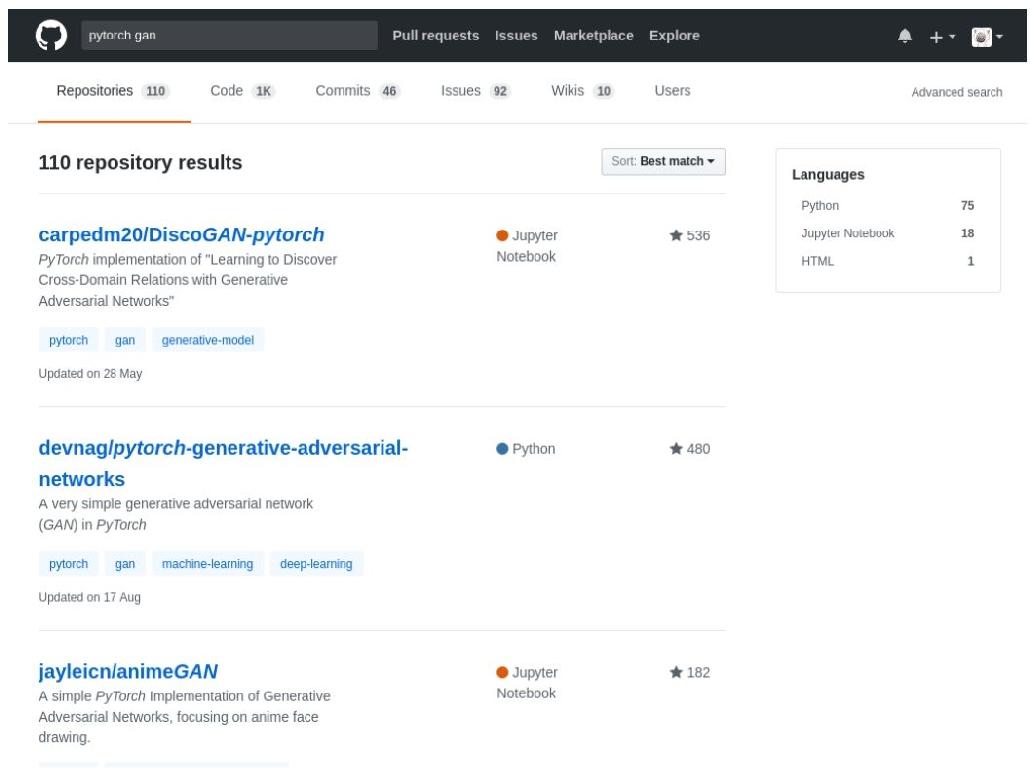 pytorch gan Pull requests Issues Marketplace Explore
Repositories 110 Code 1K Commits 46 Issues 92 Wikis 10 Users Advanced search
110 repository results Sort: Best match
Languages
Python 75
Jupyter Notebook 18
HTML 1
carpedm20/DiscoGAN-pytorch Jupyter Notebook 536
PyTorch implementation of "Learning to Discover
Cross-Domain Relations with Generative
Adversarial Networks"
pytorch gan generative-model
Updated on 28 May
devnag/pytorch-generative-adversarial-
networks
Python 480
A very simple generative adversarial network
(GAN) in PyTorch
pytorch gan machine-learning deep-learning
Updated on 17 Aug
jayleicn/animeGAN Jupyter Notebook 182
A simple PyTorch Implementation of Generative
Adversarial Networks, focusing on anime face
drawing.